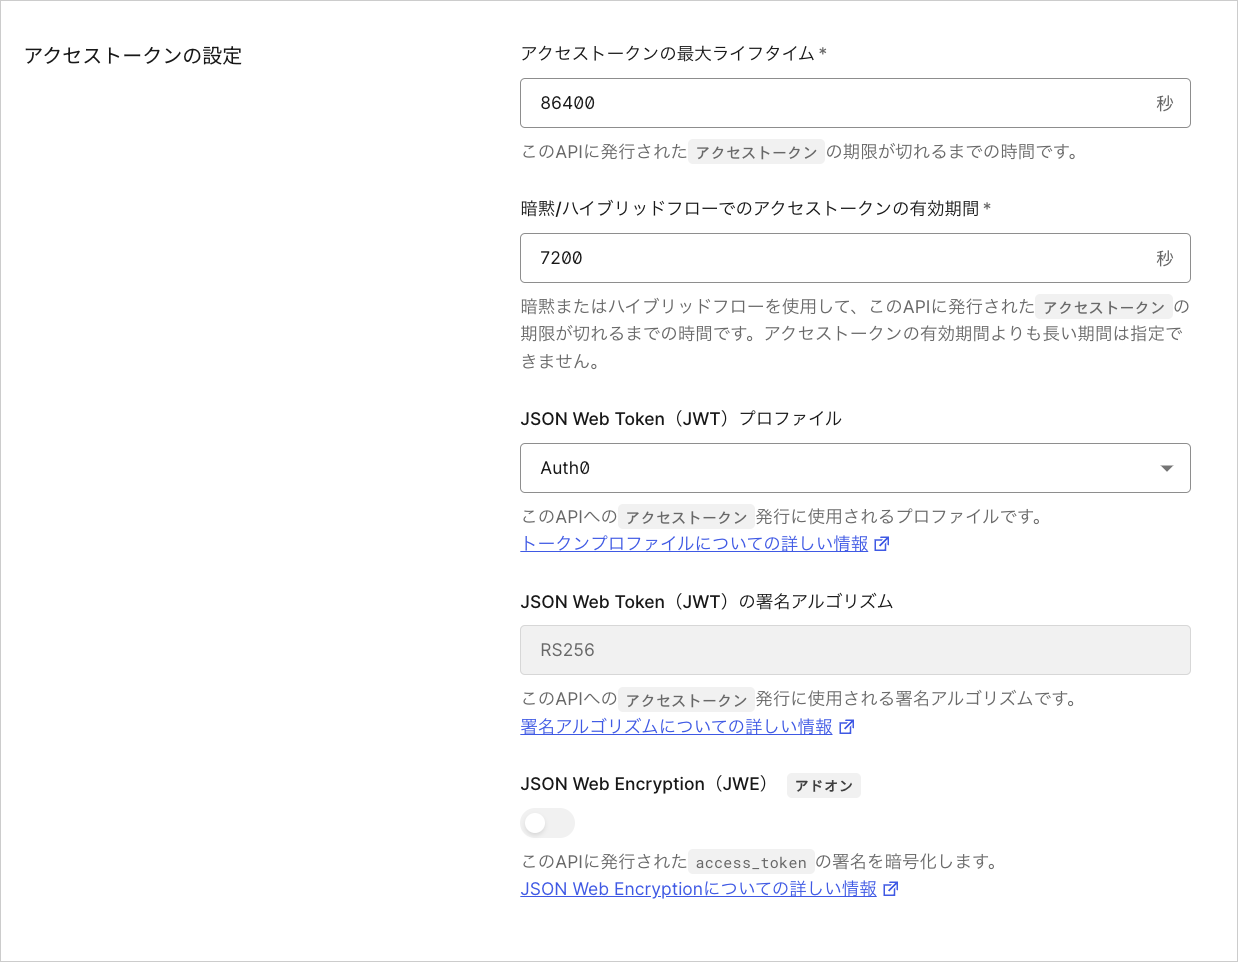 アクセストークンの設定
アクセストークンの最大ライフタイム *
86400 秒
このAPIに発行された アクセストークン の期限が切れるまでの時間です。
暗黙/ハイブリッドフローでのアクセストークンの有効期間 *
7200 秒
暗黙またはハイブリッドフローを使用して、このAPIに発行された アクセストークン の
期限が切れるまでの時間です。アクセストークンの有効期間よりも長い期間は指定で
きません。
JSON Web Token（JWT）プロファイル
Auth0
このAPIへの アクセストークン 発行に使用されるプロファイルです。
トークンプロファイルについての詳しい情報
JSON Web Token（JWT）の署名アルゴリズム
RS256
このAPIへの アクセストークン 発行に使用される署名アルゴリズムです。
署名アルゴリズムについての詳しい情報
JSON Web Encryption（JWE） アドオン
このAPIに発行された access_token の署名を暗号化します。
JSON Web Encryptionについての詳しい情報